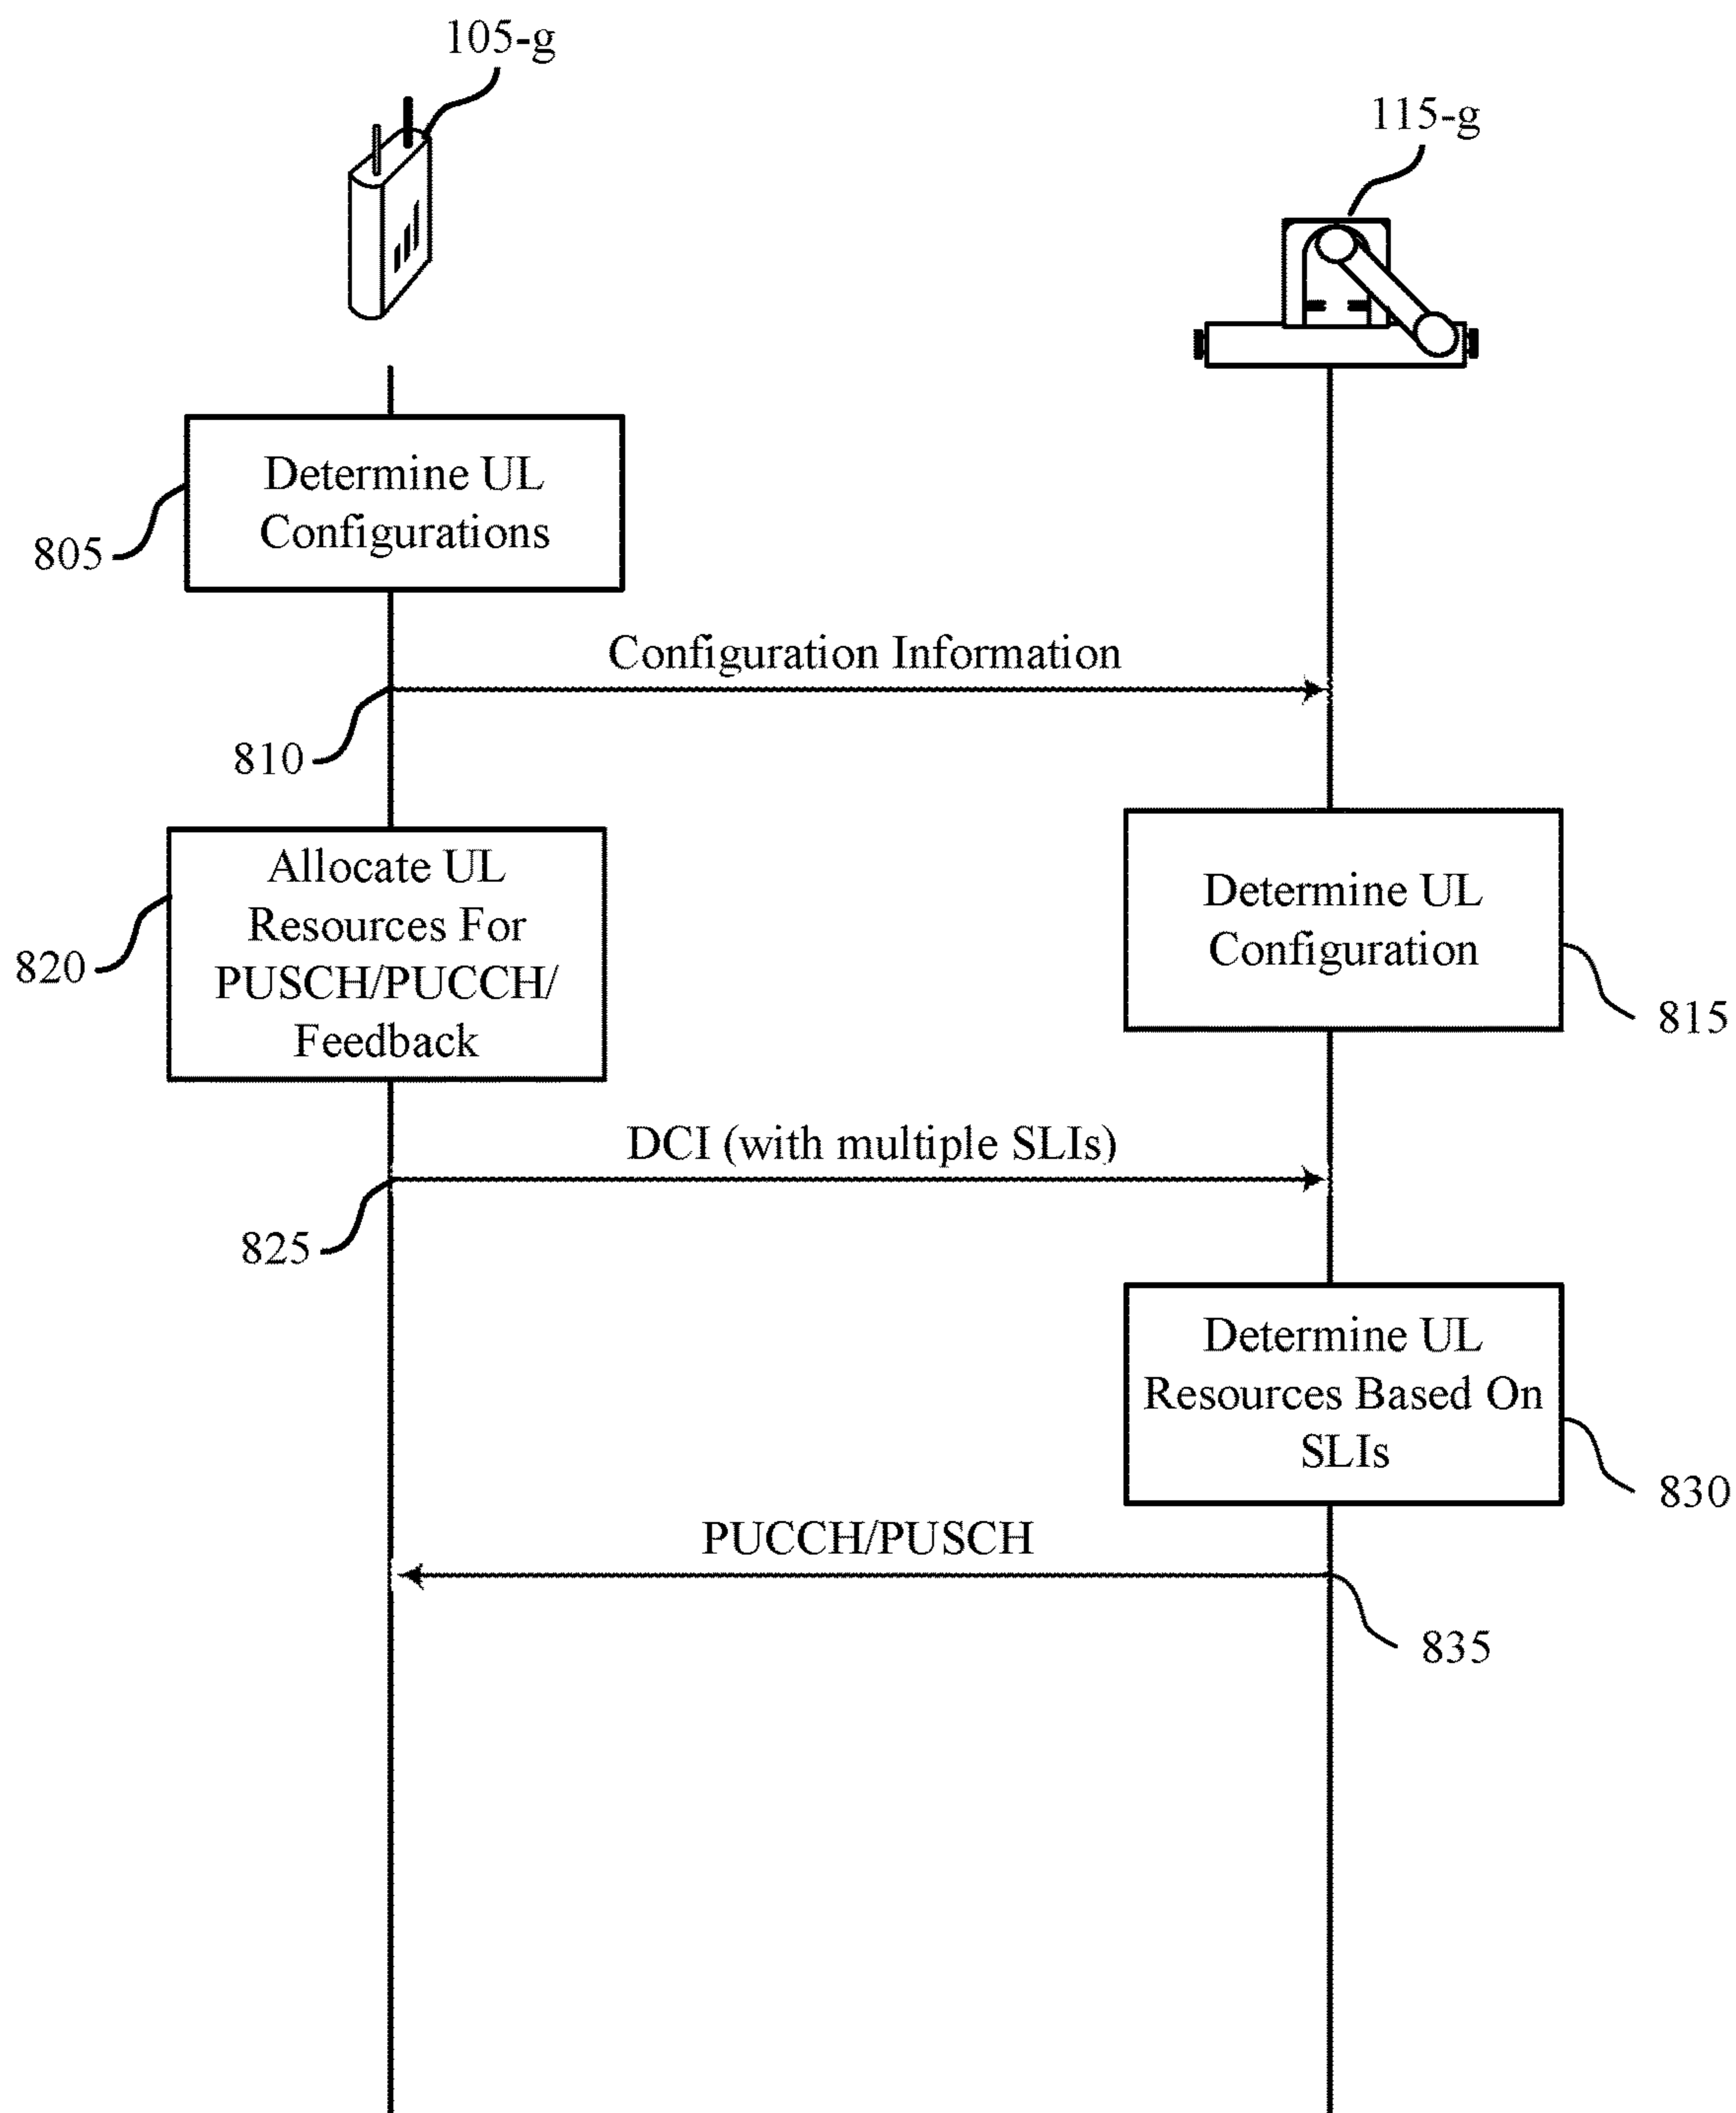 105-g
115-g
Determine UL
Configurations
805
Configuration Information
810
Allocate UL
Resources For
PUSCH/PUCCH/
Feedback
820
Determine UL
Configuration
815
DCI (with multiple SLIs)
825
Determine UL
Resources Based On
SLIs
830
PUCCH/PUSCH
835